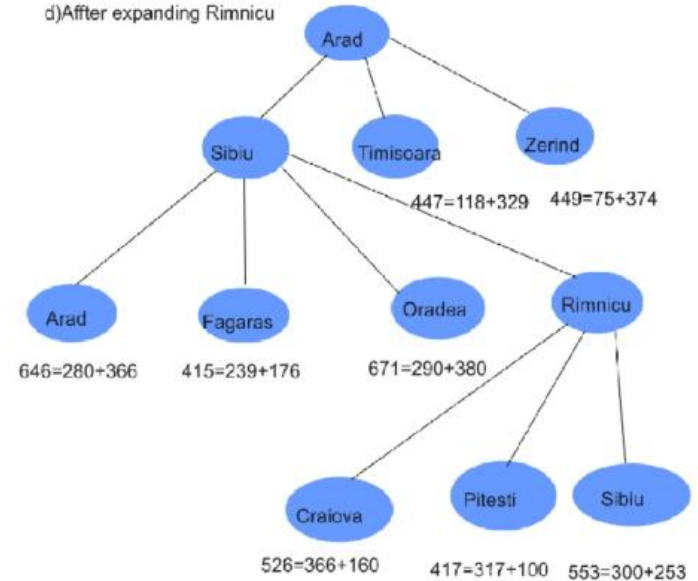 d)Affter expanding Rimnicu
Arad
Sibiu
Timisoara
Zerind
447=118+329
449=75+374
Arad
Fagaras
Oradea
Rimnicu
646=280+366
415=239+176
671=290+380
Craiova
Pitesti
Sibiu
526=366+160
417=317+100
553=300+253